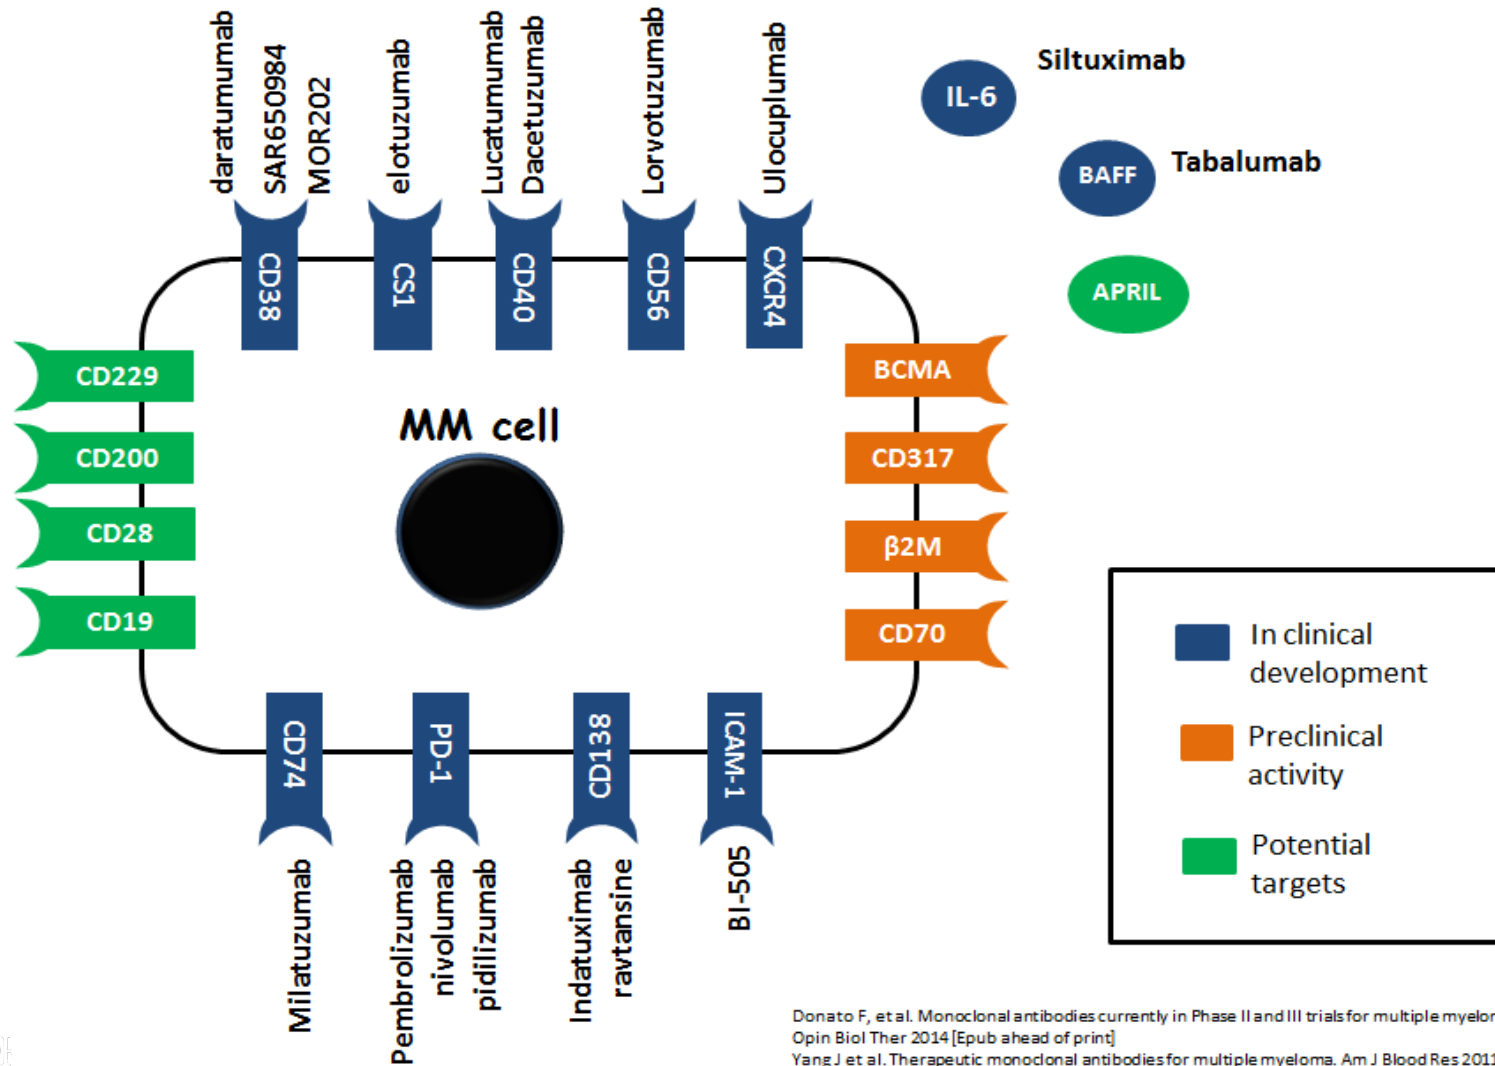 daratumumab
SAR650984
MOR202
elotuzumab
Lucatumumab
Dacetuzumab
Lorvotuzumab
Ulocuplumab
Siltuximab
IL-6
Tabalumab
BAFF
APRIL
CD38
CS1
CD40
CD56
CXCR4
CD229
CD200
CD28
CD19
MM cell
BCMA
CD317
β2M
CD70
CD74
PD-1
CD138
ICAM-1
Milatuzumab
Pembrolizumab
nivolumab
pidilizumab
Indatuximab
ravtansine
BI-505
In clinical
development
Preclinical
activity
Potential
targets
Donato F, et al. Monoclonal antibodies currently in Phase II and III trials for multiple myelo
Opin Biol Ther 2014 [Epub ahead of print]
Yang J et al. Therapeutic monoclonal antibodies for multiple myeloma. Am J Blood Res 2011